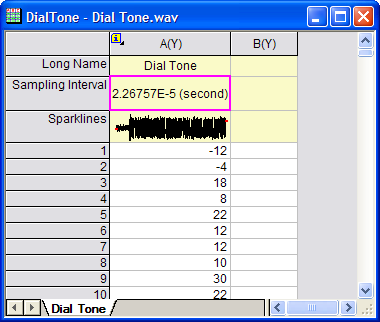 DialTone - Dial Tone.wav
A(Y) B(Y)
Long Name Dial Tone
Sampling Interval 2.26757E-5 (second)
Sparklines
1 -12
2 -4
3 18
4 8
5 22
6 12
7 12
8 10
9 30
10 22
Dial Tone